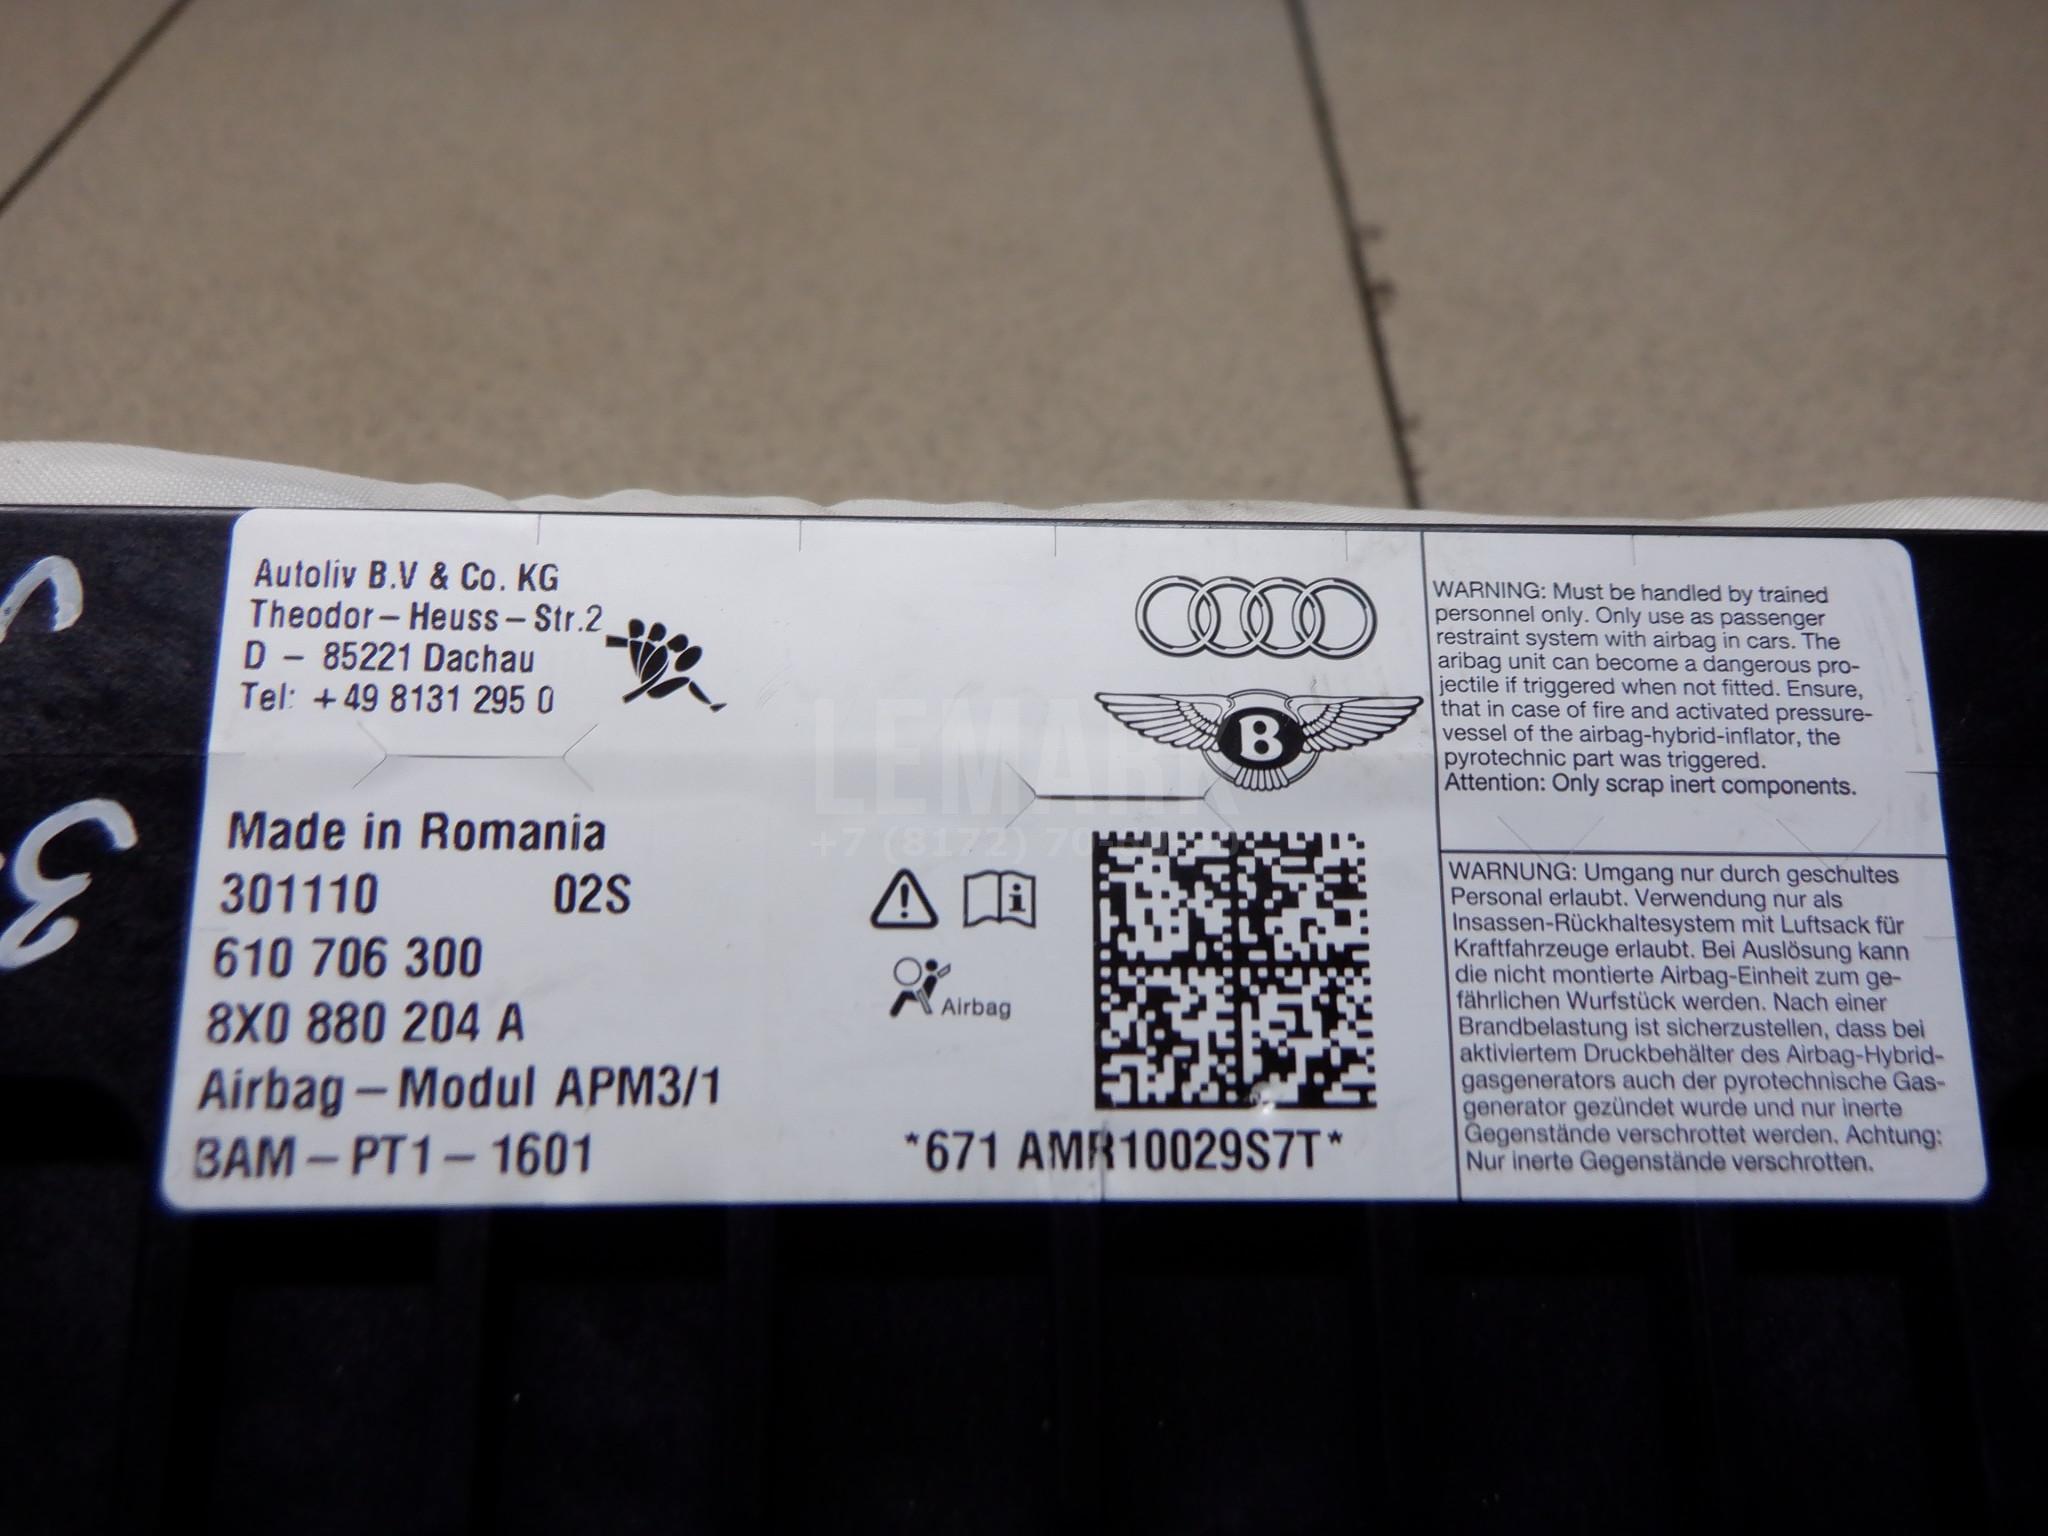 Autoliv B.V & Co. KG
Theodor – Heuss – Str.2
D – 85221 Dachau
Tel: +49 8131 295 0
Made in Romania
301110 02S
610 706 300
8X0 880 204 A
Airbag – Modul APM3/1
BAM – PT1 – 1601
B
Airbag
*671 AMR10029S7T*
WARNING: Must be handled by trained
personnel only. Only use as passenger
restraint system with airbag in cars. The
aribag unit can become a dangerous pro-
jectile if triggered when not fitted. Ensure,
that in case of fire and activated pressure-
vessel of the airbag-hybrid-inflator, the
pyrotechnic part was triggered.
Attention: Only scrap inert components.
WARNUNG: Umgang nur durch geschultes
Personal erlaubt. Verwendung nur als
Insassen-Rückhaltesystem mit Luftsack für
Kraftfahrzeuge erlaubt. Bei Auslösung kann
die nicht montierte Airbag-Einheit zum ge-
fährlichen Wurfstück werden. Nach einer
Brandbelastung ist sicherzustellen, dass bei
aktiviertem Druckbehälter des Airbag-Hybrid-
gasgenerators auch der pyrotechnische Gas-
generator gezündet wurde und nur inerte
Gegenstände verschrottet werden. Achtung:
Nur inerte Gegenstände verschrotten.
LEMARK
+7 (8172) 70